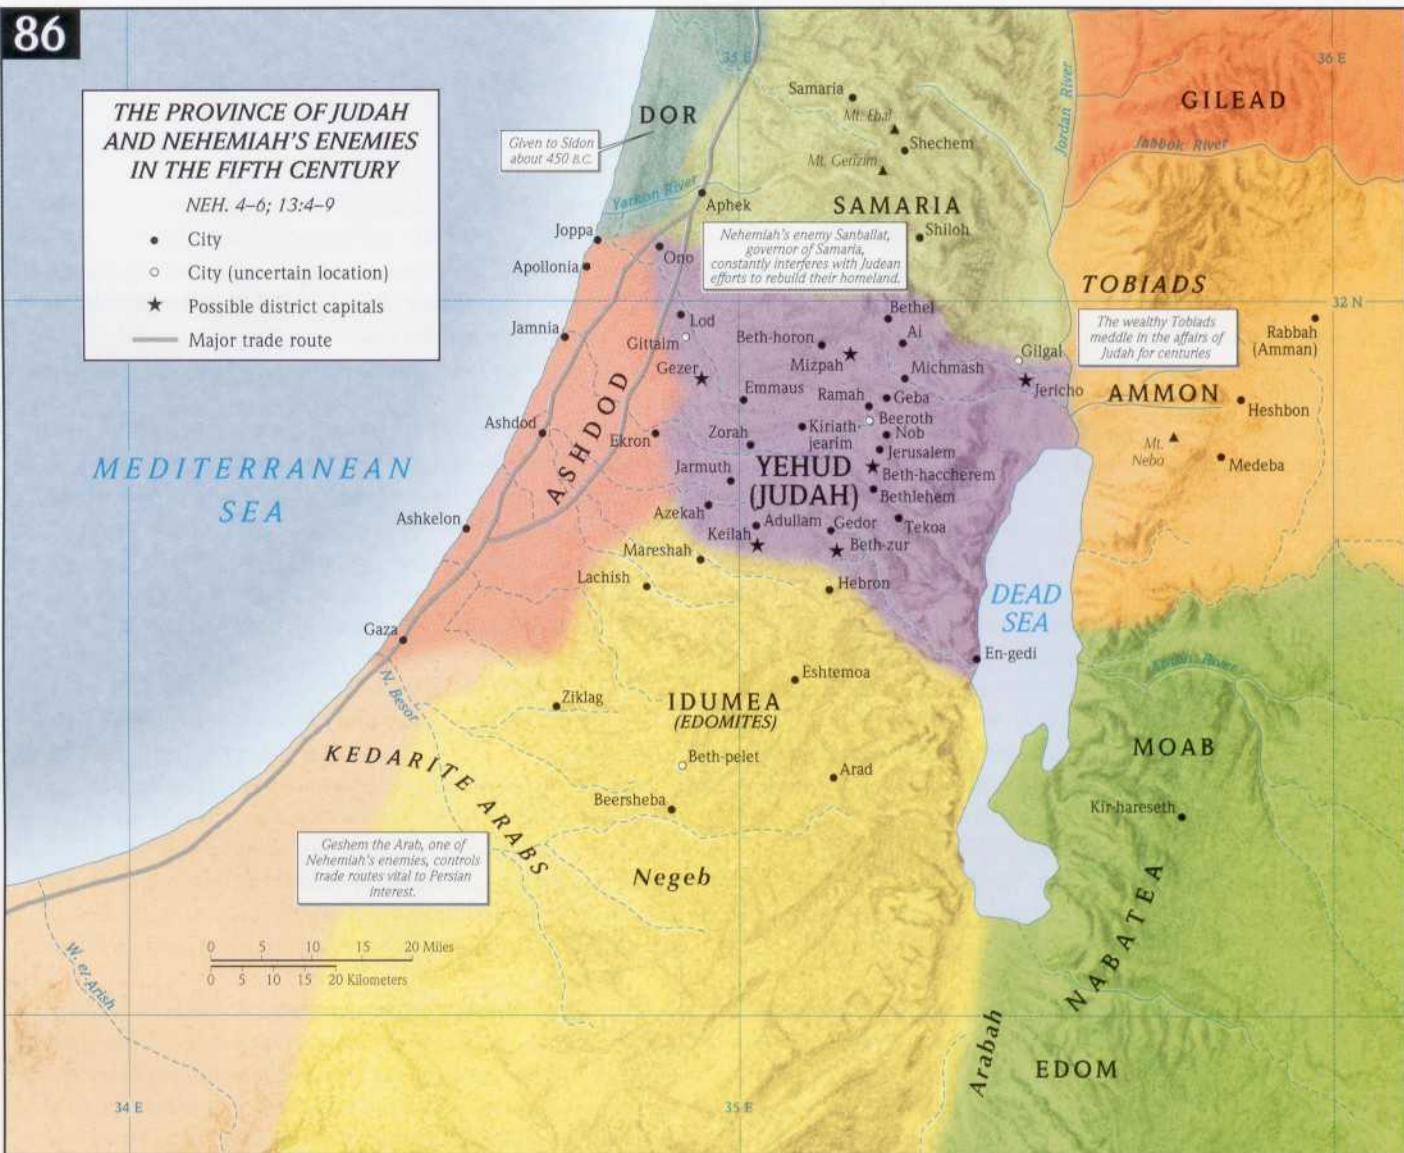 86
THE PROVINCE OF JUDAH
AND NEHEMIAH'S ENEMIES
IN THE FIFTH CENTURY
NEH. 4–6; 13:4–9
City
City (uncertain location)
Possible district capitals
Major trade route
35 E
36 E
DOR
Given to Sidon
about 450 B.C.
Samaria
Mt. Ebal
Shechem
Mt. Gerizim
SAMARIA
Shiloh
Jordan River
GILEAD
Jabbok River
Yarkon River
Aphek
Joppa
Ono
Apollonia
Nehemiah's enemy Sanballat,
governor of Samaria,
constantly interferes with Judean
efforts to rebuild their homeland.
TOBIADS
32 N
The wealthy Tobiads
meddle in the affairs of
Judah for centuries
Rabbah
(Amman)
Jamnia
Lod
Gittaim
Gezer
Beth-horon
Mizpah
Bethel
Ai
Michmash
Gilgal
Jericho
AMMON
Heshbon
Emmaus
Ramah
Geba
Beeroth
Kiriath-
jearim
Nob
Ashdod
ASHDOD
Ekron
Zorah
Jerusalem
Mt.
Nebo
Medeba
MEDITERRANEAN
SEA
Jarmuth
YEHUD
(JUDAH)
Beth-haccherem
Bethlehem
Azekah
Adullam
Gedor
Tekoa
Keilah
Beth-zur
Ashkelon
Mareshah
Lachish
Hebron
DEAD
SEA
Gaza
En-gedi
N. Besor
Eshtemoa
Ziklag
IDUMEA
(EDOMITES)
Arnon River
KEDARITE ARABS
Beth-pelet
Arad
MOAB
Beersheba
Kir-hareseth
Geshem the Arab, one of
Nehemiah's enemies, controls
trade routes vital to Persian
interest.
Negeb
NABATEA
0 5 10 15 20 Miles
0 5 10 15 20 Kilometers
W. el-Arish
Arabah
EDOM
34 E
35 E